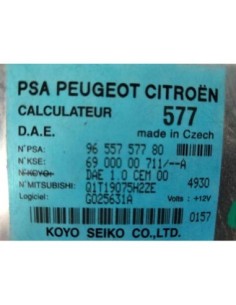 PSA PEUGEOT CITROËN
CALCULATEUR 577
D.A.E. made in Czech
N°PSA: 96 557 577 80
N°KSE: 69 000 00 711/--A
N°KOYO: DAE 1.0 CEM 00
N°MITSUBISHI: Q1T19075H2ZE 4930
Logiciel: G025631A Volts : +12V
0157
KOYO SEIKO CO.,LTD.